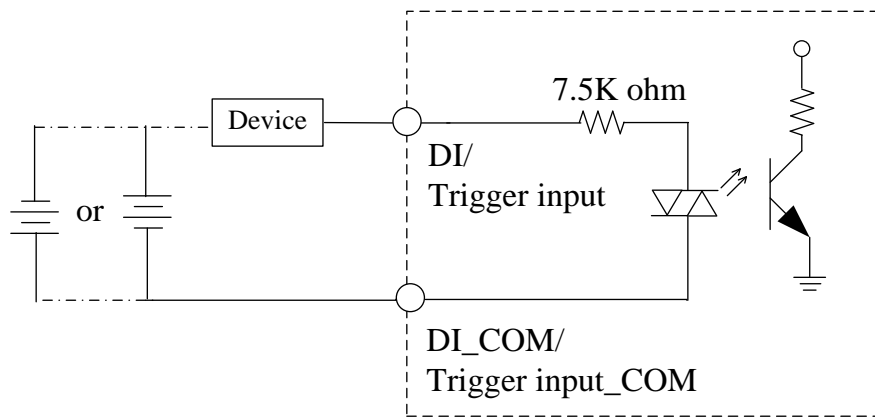 7.5K ohm
Device
DI/
Trigger input
or
DI_COM/
Trigger input_COM